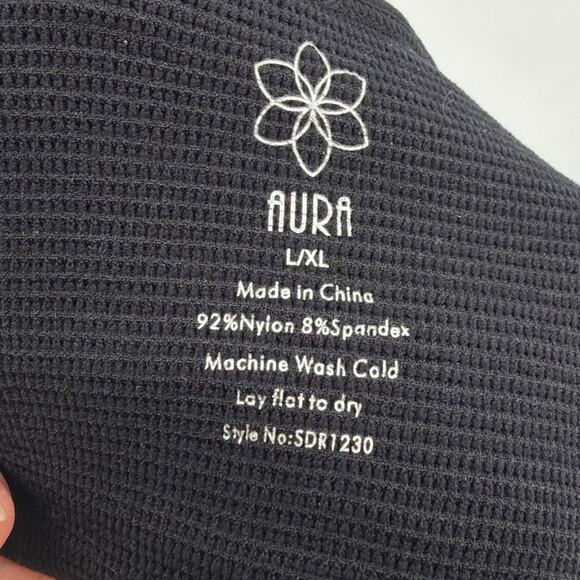 AURA
L/XL
Made in China
92%Nylon 8%Spandex
Machine Wash Cold
Lay flat to dry
Style No:SDR1230